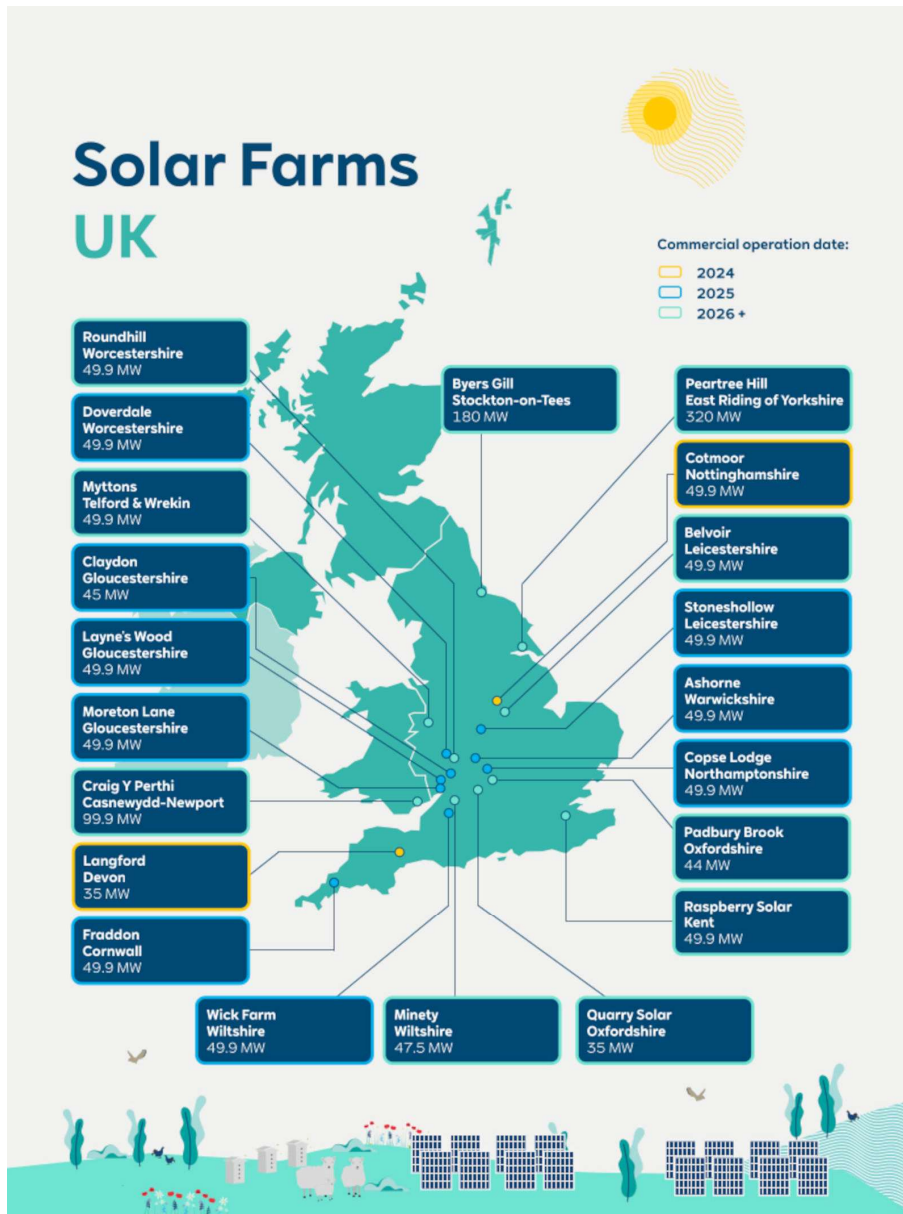 Solar Farms
UK
Commercial operation date:
2024
2025
2026 +
Roundhill
Worcestershire
49.9 MW
Doverdale
Worcestershire
49.9 MW
Myttons
Telford & Wrekin
49.9 MW
Claydon
Gloucestershire
45 MW
Layne's Wood
Gloucestershire
49.9 MW
Moreton Lane
Gloucestershire
49.9 MW
Craig Y Perthi
Casnewydd-Newport
99.9 MW
Langford
Devon
35 MW
Fraddon
Cornwall
49.9 MW
Byers Gill
Stockton-on-Tees
180 MW
Peartree Hill
East Riding of Yorkshire
320 MW
Cotmoor
Nottinghamshire
49.9 MW
Belvoir
Leicestershire
49.9 MW
Stoneshollow
Leicestershire
49.9 MW
Ashorne
Warwickshire
49.9 MW
Copse Lodge
Northamptonshire
49.9 MW
Padbury Brook
Oxfordshire
44 MW
Raspberry Solar
Kent
49.9 MW
Wick Farm
Wiltshire
49.9 MW
Minety
Wiltshire
47.5 MW
Quarry Solar
Oxfordshire
35 MW